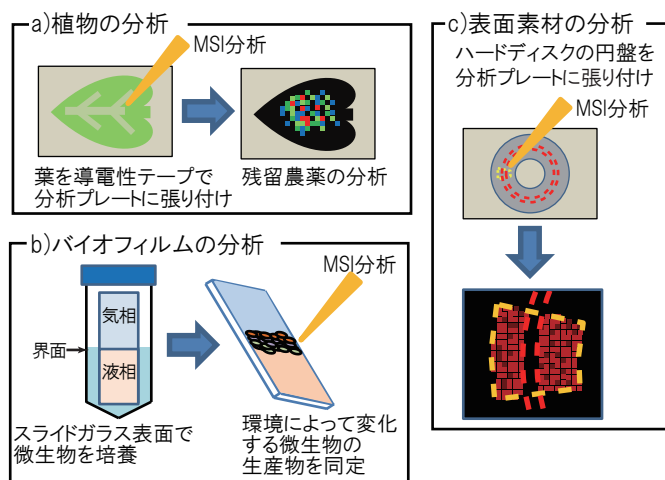 a)植物の分析
MSI分析
葉を導電性テープで
分析プレートに張り付け
残留農薬の分析
b)バイオフィルムの分析
MSI分析
気相
界面
液相
スライドガラス表面で
微生物を培養
環境によって変化
する微生物の
生産物を同定
c)表面素材の分析
ハードディスクの円盤を
分析プレートに張り付け
MSI分析